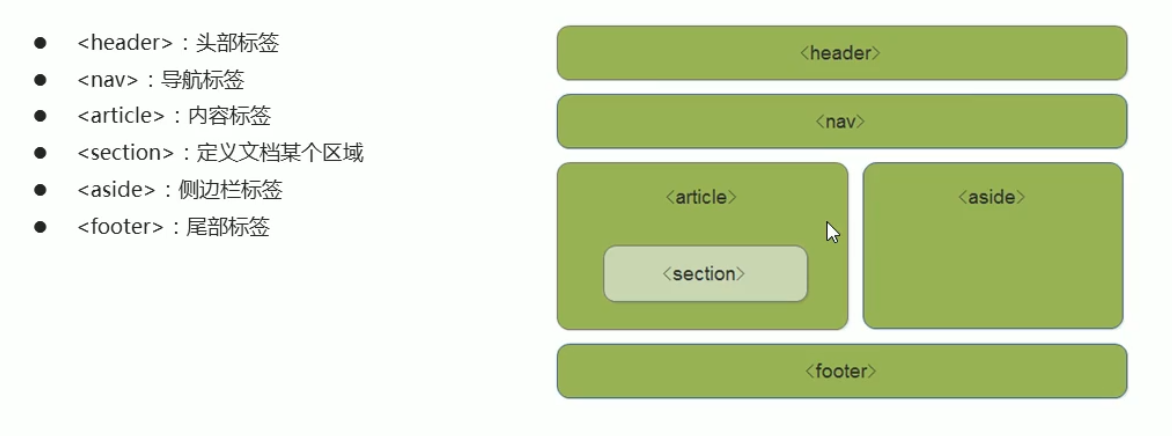 ● <header>：头部标签
● <nav>：导航标签
● <article>：内容标签
● <section>：定义文档某个区域
● <aside>：侧边栏标签
● <footer>：尾部标签
<header>
<nav>
<article>
<aside>
<section>
<footer>